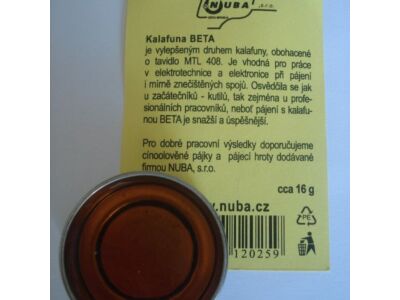 NUBA
s.r.o.
Kalafuna BETA
je vylepšeným druhem kalafuny, obohacené
o tavidlo MTL 408. Je vhodná pro práce
v elektrotechnice a elektronice při pájení
i mírně znečištěných spojů. Osvědčila se jak
u začátečníků - kutilů, tak zejména u profe-
sionálních pracovníků, neboť pájení s kalafu-
nou BETA je snažší a úspěšnější.
Pro dobré pracovní výsledky doporučujeme
cínoolověné pájky a pájecí hroty dodávané
firmou NUBA, s.r.o.
cca 16 g
.nuba.cz
PE
120259